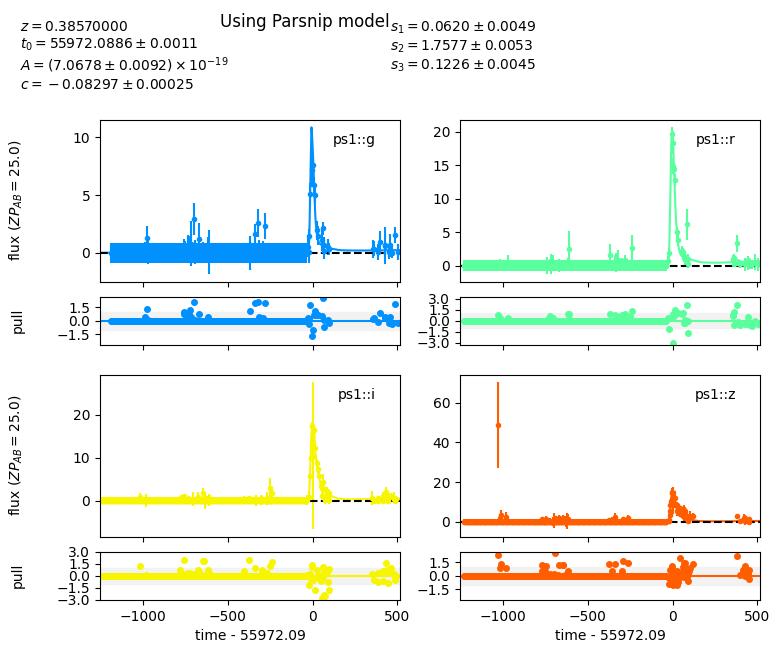 Using Parsnip model
z = 0.38570000
t0 = 55972.0886 ± 0.0011
A = (7.0678 ± 0.0092) × 10^−19
c = −0.08297 ± 0.00025
s1 = 0.0620 ± 0.0049
s2 = 1.7577 ± 0.0053
s3 = 0.1226 ± 0.0045
flux (ZP_AB = 25.0)
10
5
0
ps1::g
20
15
10
5
0
ps1::r
pull
1.5
0.0
−1.5
3.0
1.5
0.0
−1.5
−3.0
flux (ZP_AB = 25.0)
20
10
0
ps1::i
60
40
20
0
ps1::z
pull
3.0
1.5
0.0
−1.5
−3.0
1.5
0.0
−1.5
−1000
−500
0
500
time - 55972.09
−1000
−500
0
500
time - 55972.09